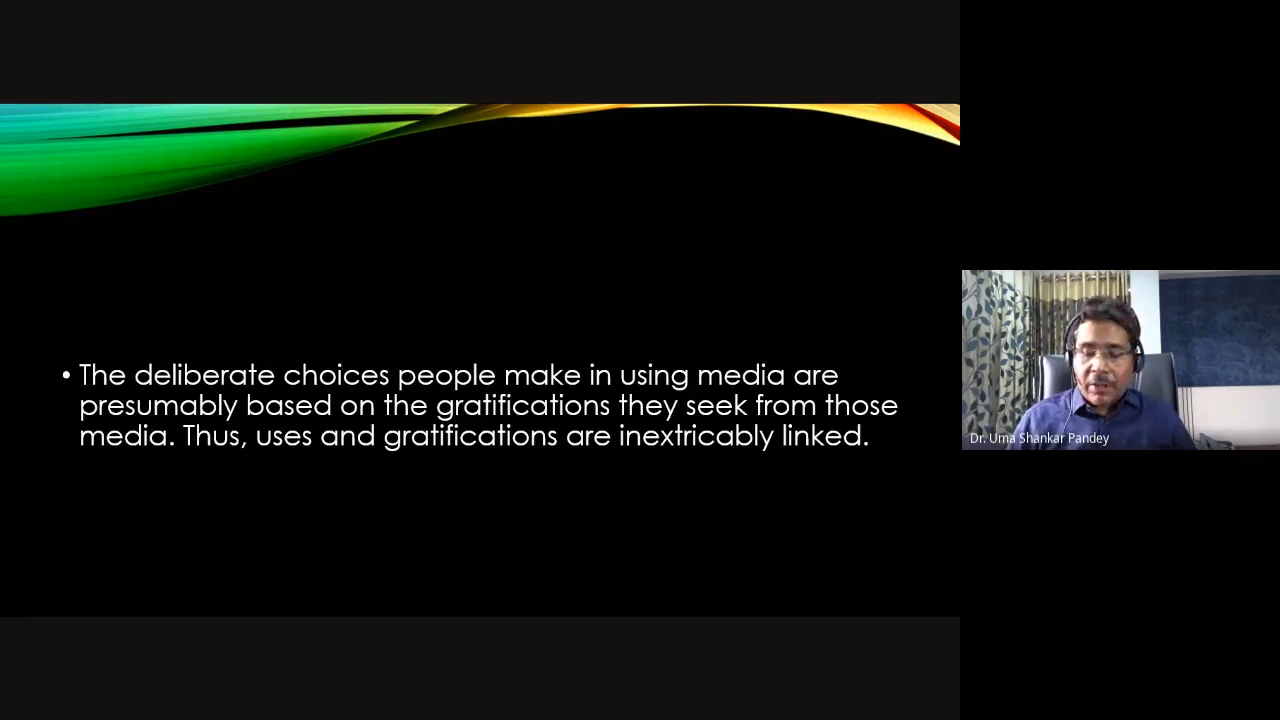 • The deliberate choices people make in using media are
presumably based on the gratifications they seek from those
media. Thus, uses and gratifications are inextricably linked.
Dr. Uma Shankar Pandey